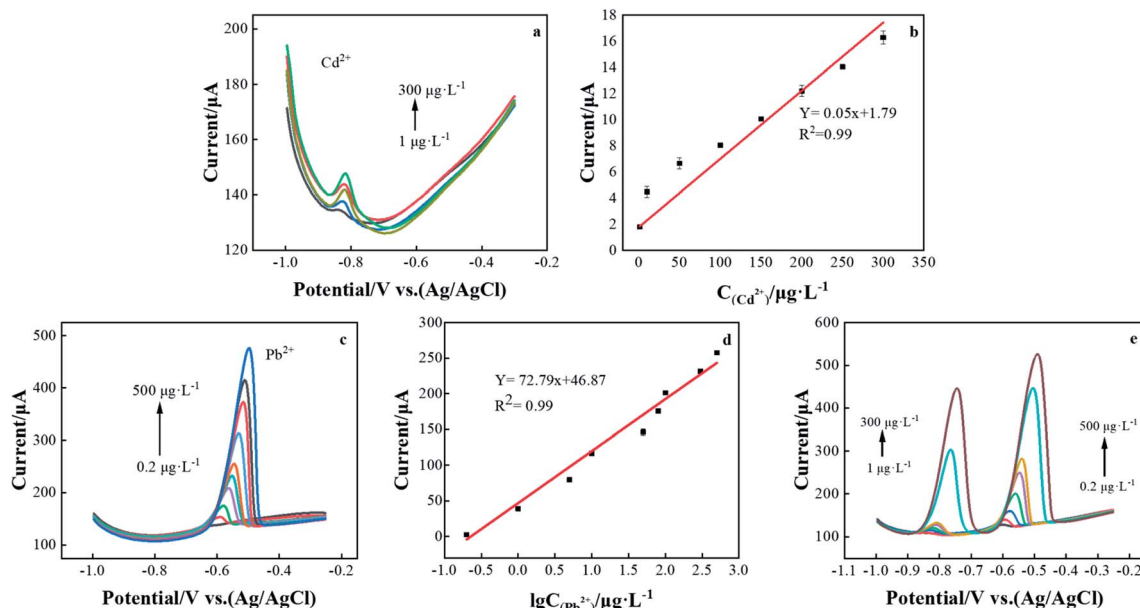 a
Cd²⁺
300 μg·L⁻¹
1 μg·L⁻¹
Current/μA
200
180
160
140
120
-1.0
-0.8
-0.6
-0.4
-0.2
Potential/V vs.(Ag/AgCl)
b
Y= 0.05x+1.79
R²=0.99
Current/μA
18
16
14
12
10
8
6
4
2
0
0
50
100
150
200
250
300
350
C(Cd²⁺)/μg·L⁻¹
c
Pb²⁺
500 μg·L⁻¹
0.2 μg·L⁻¹
Current/μA
500
400
300
200
100
-1.0
-0.8
-0.6
-0.4
-0.2
Potential/V vs.(Ag/AgCl)
d
Y= 72.79x+46.87
R²= 0.99
Current/μA
300
250
200
150
100
50
0
-1.0
-0.5
0.0
0.5
1.0
1.5
2.0
2.5
3.0
lgC(Pb²⁺)/μg·L⁻¹
e
300 μg·L⁻¹
1 μg·L⁻¹
500 μg·L⁻¹
0.2 μg·L⁻¹
Current/μA
600
500
400
300
200
100
-1.1
-1.0
-0.9
-0.8
-0.7
-0.6
-0.5
-0.4
-0.3
-0.2
Potential/V vs.(Ag/AgCl)